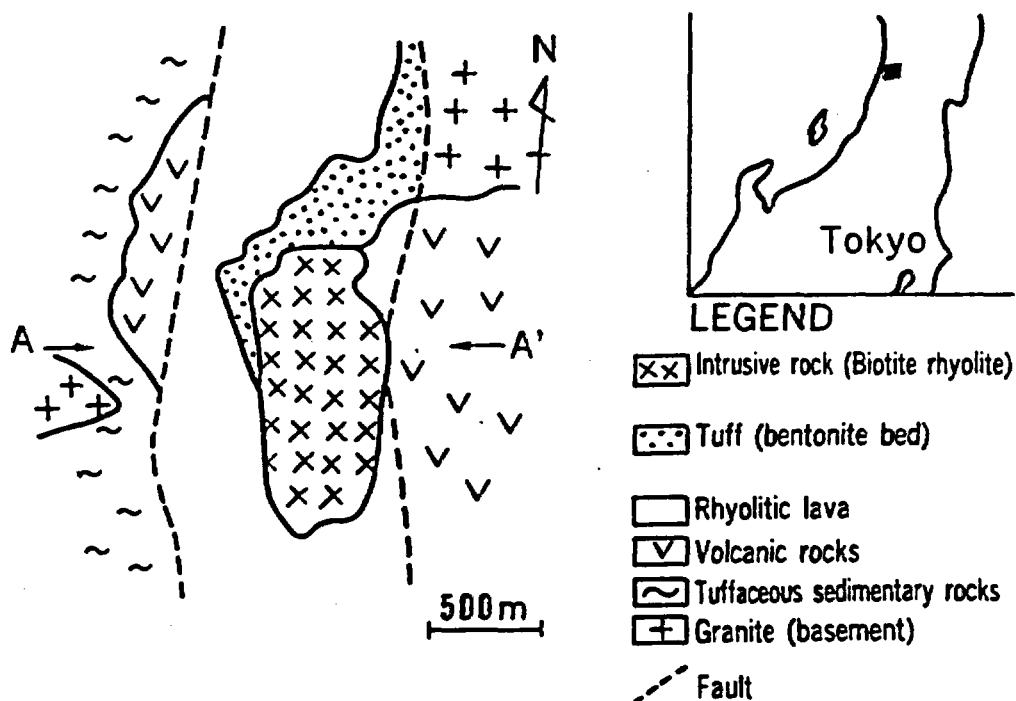 N
A
A'
500m
Tokyo
LEGEND
Intrusive rock (Biotite rhyolite)
Tuff (bentonite bed)
Rhyolitic lava
Volcanic rocks
Tuffaceous sedimentary rocks
Granite (basement)
Fault